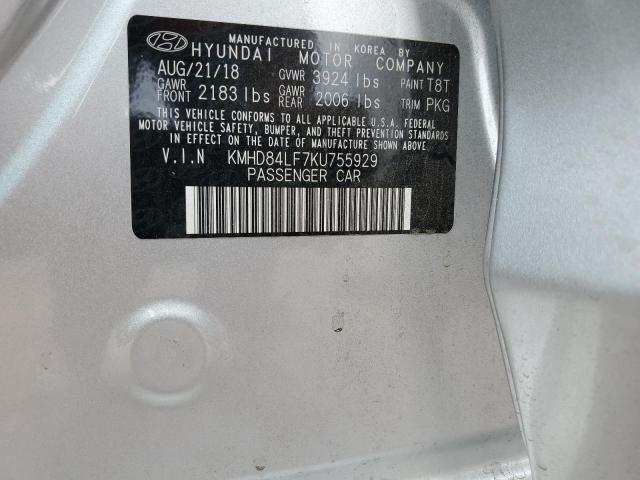 MANUFACTURED IN KOREA BY
HYUNDAI MOTOR COMPANY
AUG/21/18 GVWR 3924 lbs PAINT T8T
GAWR FRONT 2183 lbs GAWR REAR 2006 lbs TRIM PKG
THIS VEHICLE CONFORMS TO ALL APPLICABLE U.S.A. FEDERAL
MOTOR VEHICLE SAFETY, BUMPER, AND THEFT PREVENTION STANDARDS
IN EFFECT ON THE DATE OF MANUFACTURE SHOWN ABOVE.
V.I.N KMHD84LF7KU755929
PASSENGER CAR